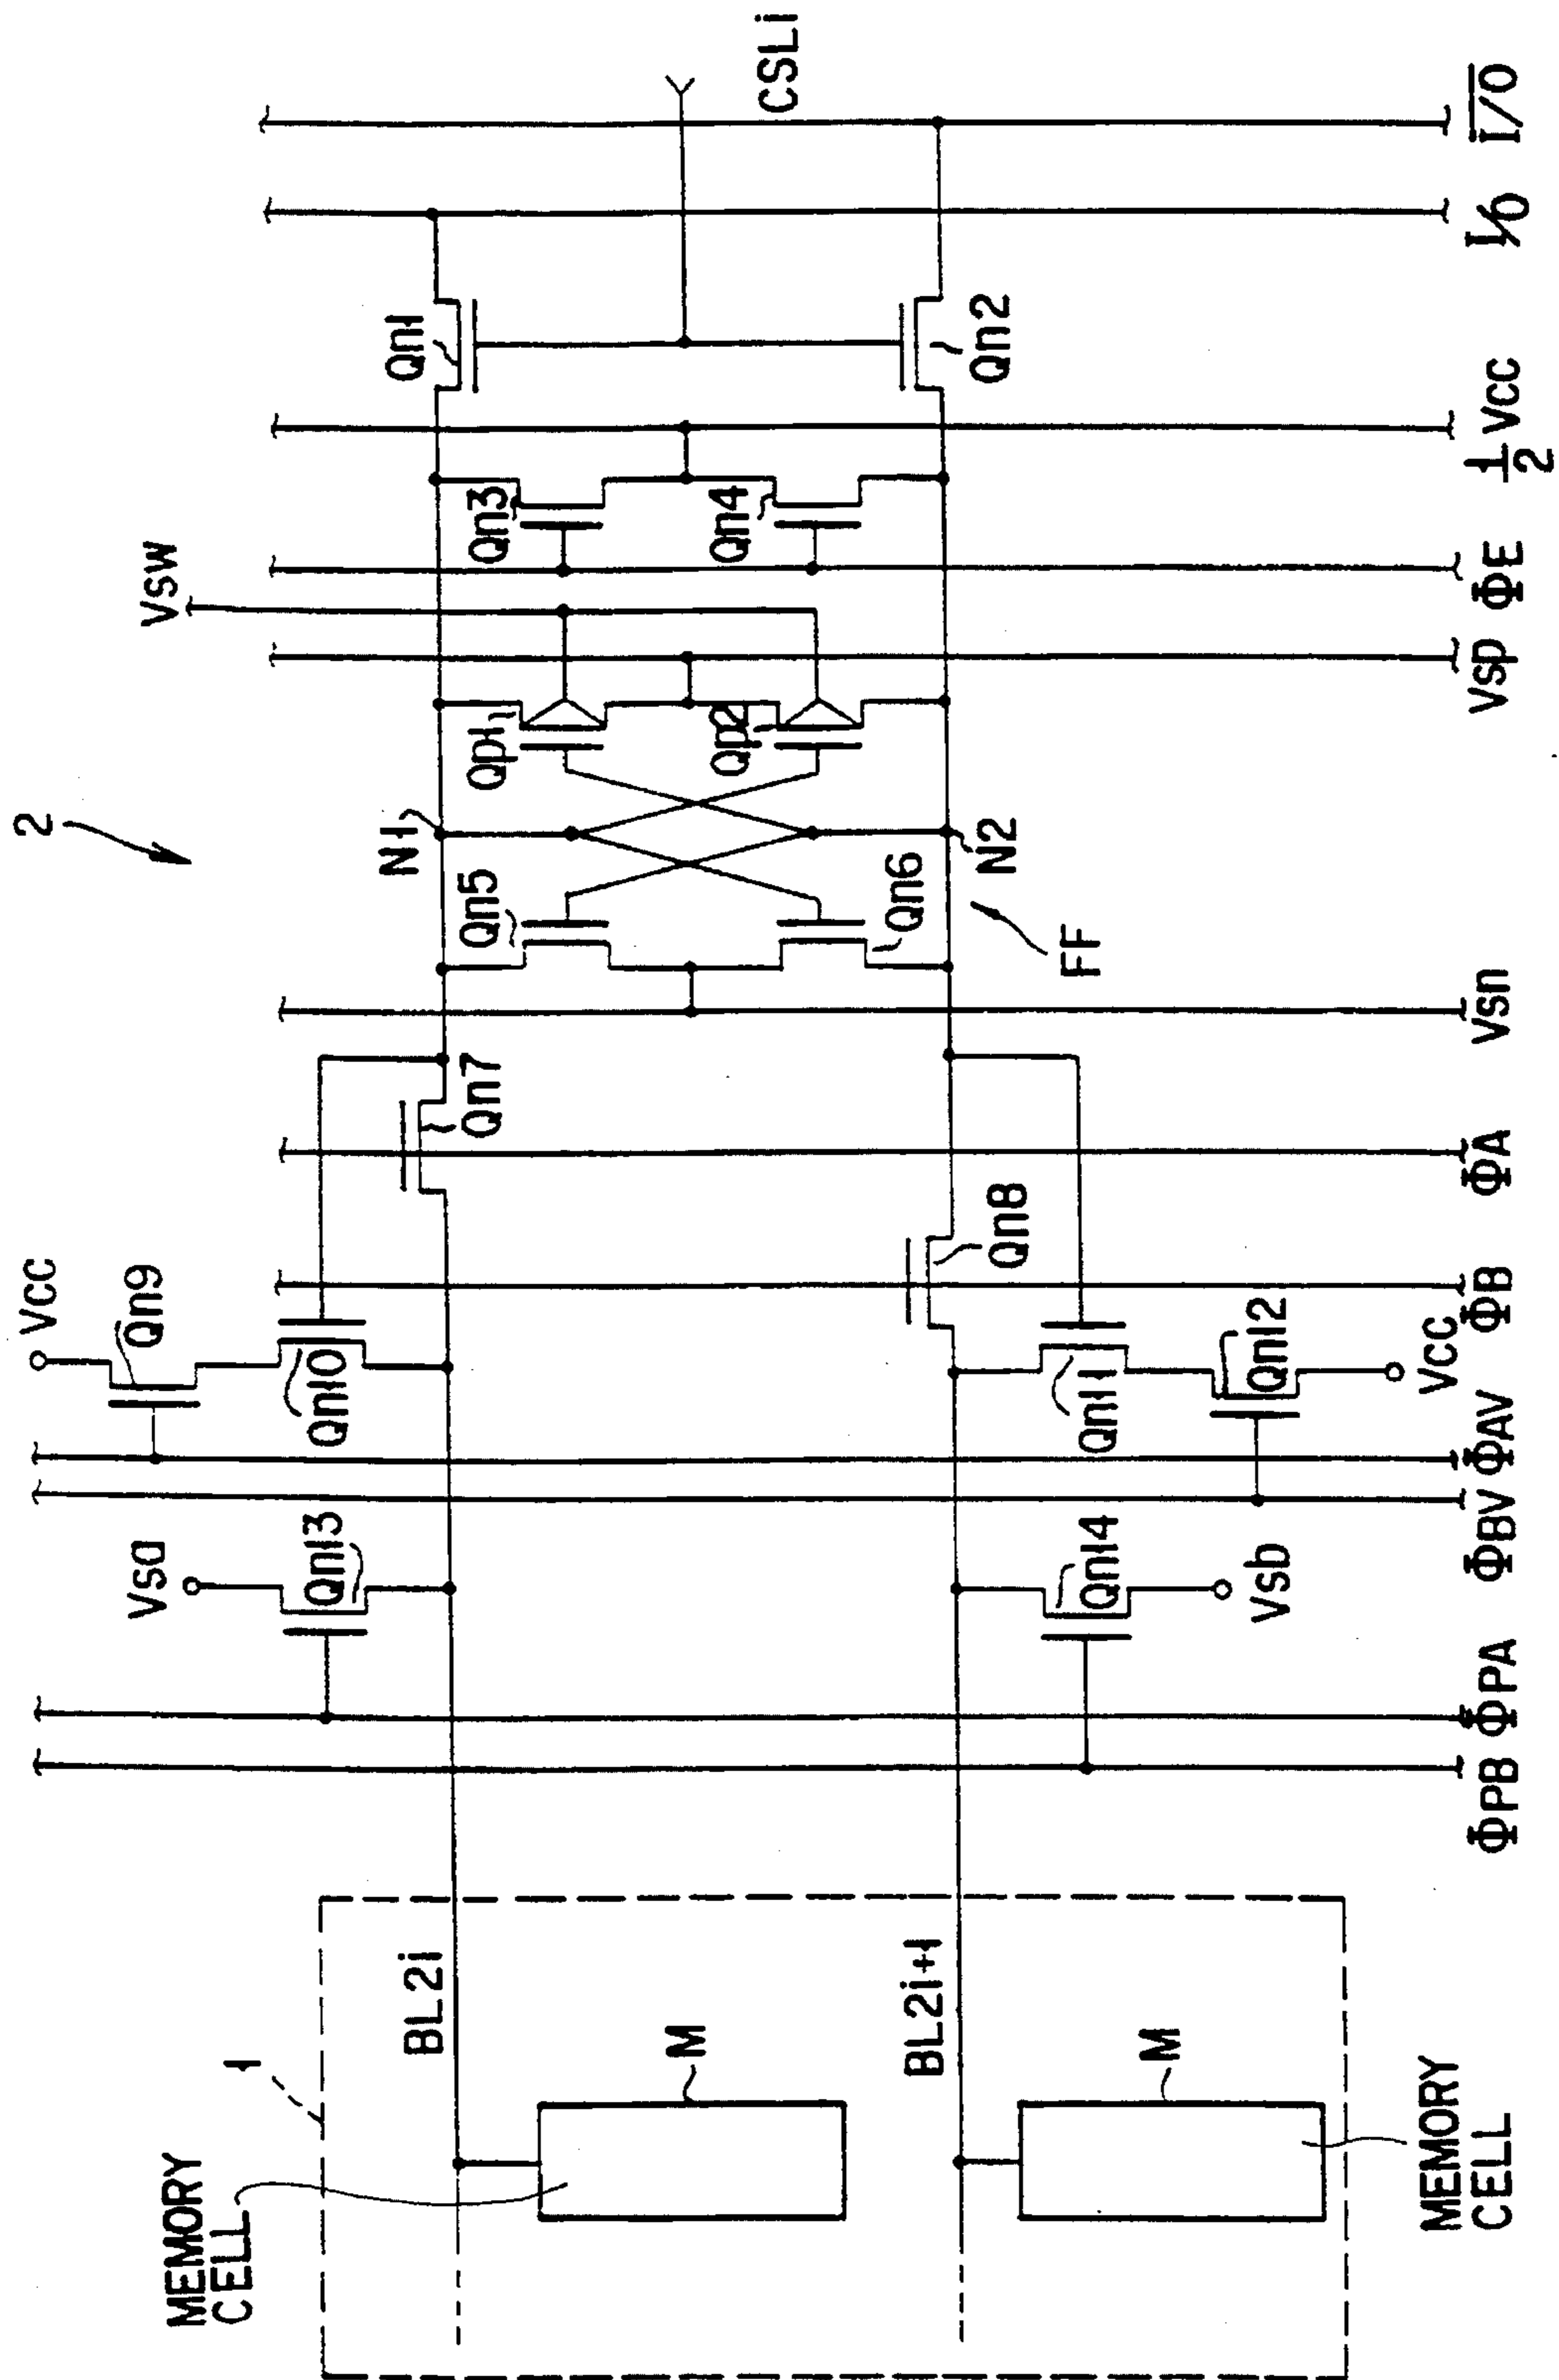 MEMORY
CELL
1
BL2i
M
BL2i+1
M
MEMORY
CELL
Vsa
Qn13
Qn14
Vsb
ΦPB
ΦPA
Vcc
Qn9
Qn10
Qn8
Qn11
Qn12
Vcc
ΦBV
ΦAV
ΦB
2
Qn7
ΦA
N1
Qn5
Qn6
N2
FF
Vsn
Vsw
Qp1
Qp2
Vsp
ΦE
Qn3
Qn4
1/2 Vcc
Qn1
Qn2
CSLi
I/O
I̅/̅O̅